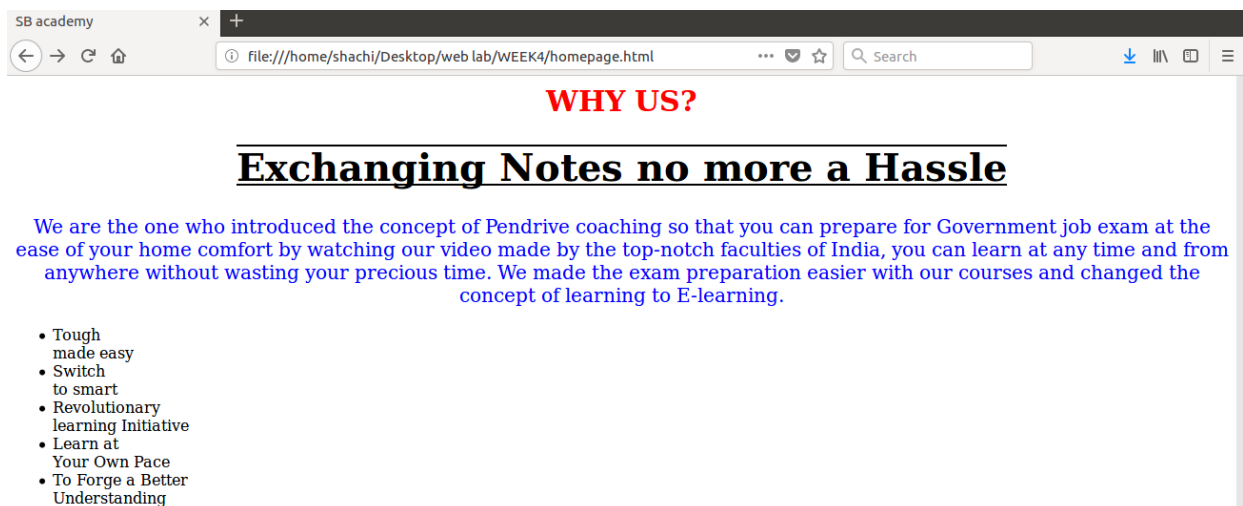 SB academy
file:///home/shachi/Desktop/web lab/WEEK4/homepage.html
Search
WHY US?
Exchanging Notes no more a Hassle
We are the one who introduced the concept of Pendrive coaching so that you can prepare for Government job exam at the
ease of your home comfort by watching our video made by the top-notch faculties of India, you can learn at any time and from
anywhere without wasting your precious time. We made the exam preparation easier with our courses and changed the
concept of learning to E-learning.
Tough
made easy
Switch
to smart
Revolutionary
learning Initiative
Learn at
Your Own Pace
To Forge a Better
Understanding